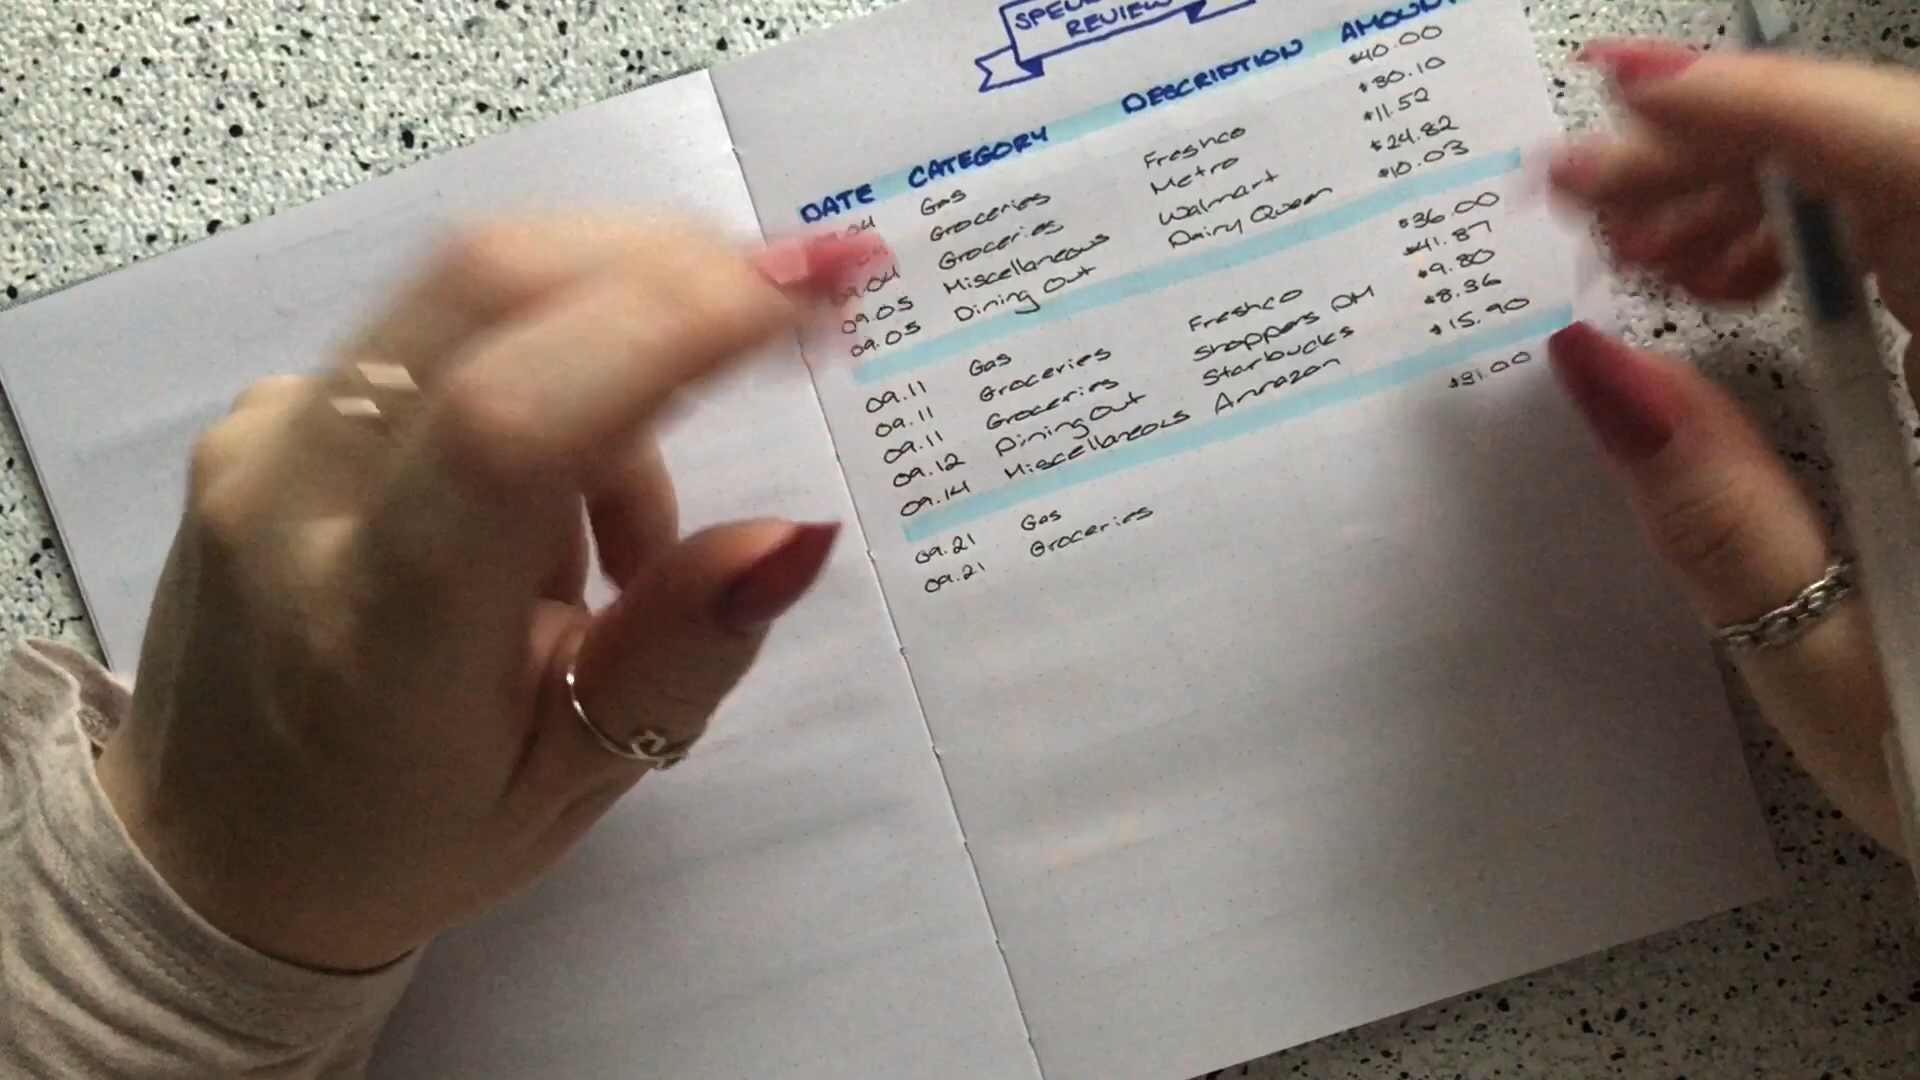 REVIEW
DATE CATEGORY DESCRIPTION AMOUNT
Gas $40.00
Groceries Freshco $30.10
09.04 Groceries Metro $11.52
09.05 Miscellaneous Walmart $24.82
09.05 Dining Out Dairy Queen $10.03
09.11 Gas $36.00
09.11 Groceries Freshco $41.87
09.11 Groceries Shoppers DM $9.80
09.12 Dining Out Starbucks $8.36
09.14 Miscellaneous Amazon $15.90
09.21 Gas $31.00
09.21 Groceries